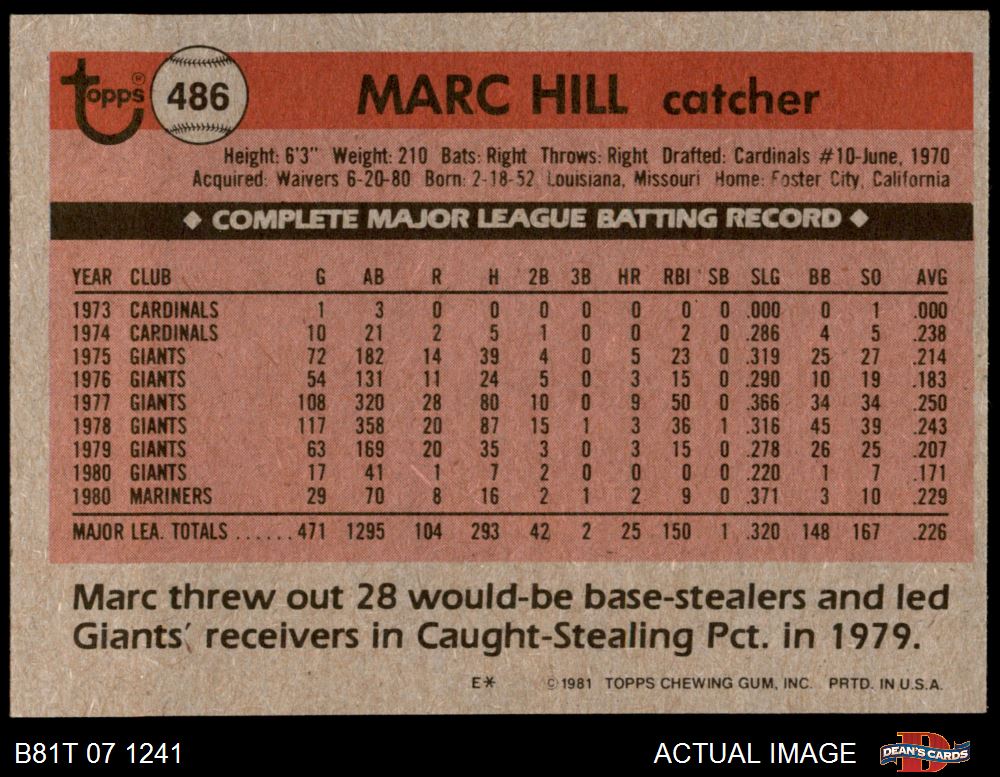 topps ® 486 MARC HILL catcher
Height: 6'3" Weight: 210 Bats: Right Throws: Right Drafted: Cardinals #10-June, 1970
Acquired: Waivers 6-20-80 Born: 2-18-52 Louisiana, Missouri Home: Foster City, California
◆ COMPLETE MAJOR LEAGUE BATTING RECORD ◆
YEAR CLUB G AB R H 2B 3B HR RBI SB SLG BB SO AVG
1973 CARDINALS 1 3 0 0 0 0 0 0 0 .000 0 1 .000
1974 CARDINALS 10 21 2 5 1 0 0 2 0 .286 4 5 .238
1975 GIANTS 72 182 14 39 4 0 5 23 0 .319 25 27 .214
1976 GIANTS 54 131 11 24 5 0 3 15 0 .290 10 19 .183
1977 GIANTS 108 320 28 80 10 0 9 50 0 .366 34 34 .250
1978 GIANTS 117 358 20 87 15 1 3 36 1 .316 45 39 .243
1979 GIANTS 63 169 20 35 3 0 3 15 0 .278 26 25 .207
1980 GIANTS 17 41 1 7 2 0 0 0 0 .220 1 7 .171
1980 MARINERS 29 70 8 16 2 1 2 9 0 .371 3 10 .229
MAJOR LEA. TOTALS ...... 471 1295 104 293 42 2 25 150 1 .320 148 167 .226
Marc threw out 28 would-be base-stealers and led
Giants' receivers in Caught-Stealing Pct. in 1979.
E* © 1981 TOPPS CHEWING GUM, INC. PRTD. IN U.S.A.
B81T 07 1241 ACTUAL IMAGE DEAN'S CARDS